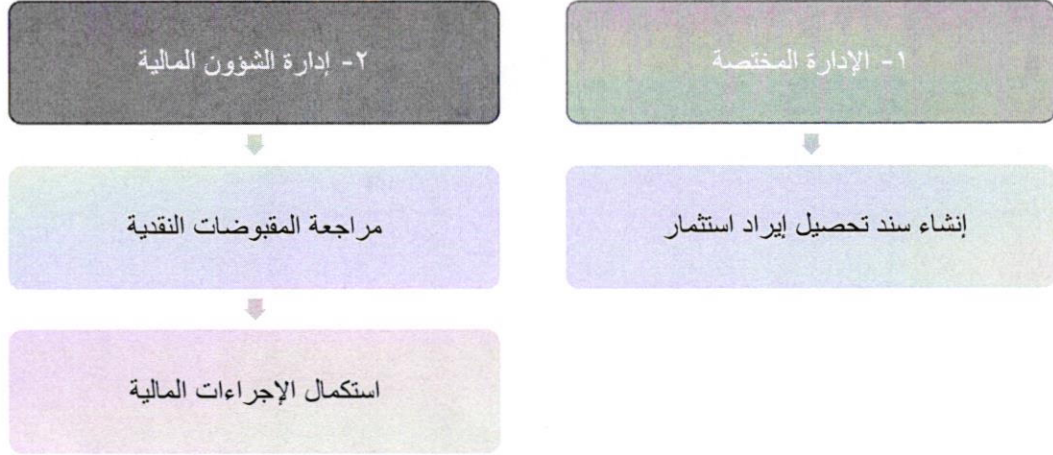 ١- الإدارة المختصة
إنشاء سند تحصيل إيراد استثمار
٢- إدارة الشؤون المالية
مراجعة المقبوضات النقدية
استكمال الإجراءات المالية